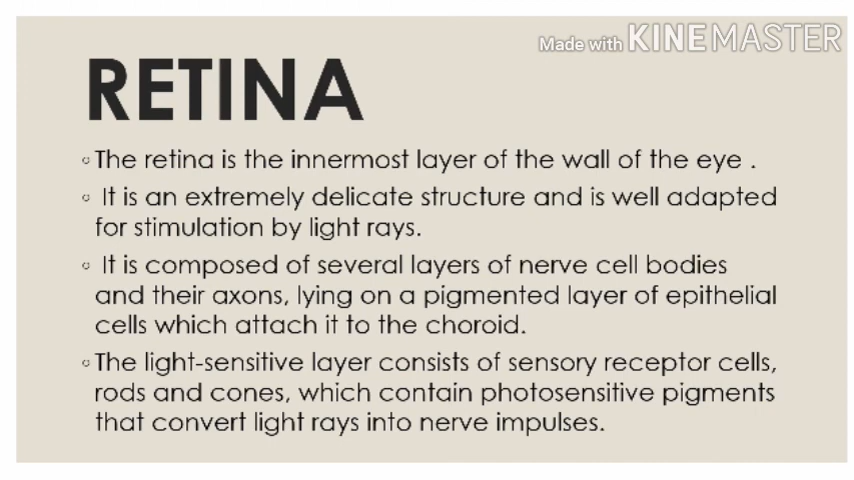 Made with KINEMASTER
RETINA
◦ The retina is the innermost layer of the wall of the eye .
◦ It is an extremely delicate structure and is well adapted
for stimulation by light rays.
◦ It is composed of several layers of nerve cell bodies
and their axons, lying on a pigmented layer of epithelial
cells which attach it to the choroid.
◦ The light-sensitive layer consists of sensory receptor cells,
rods and cones, which contain photosensitive pigments
that convert light rays into nerve impulses.